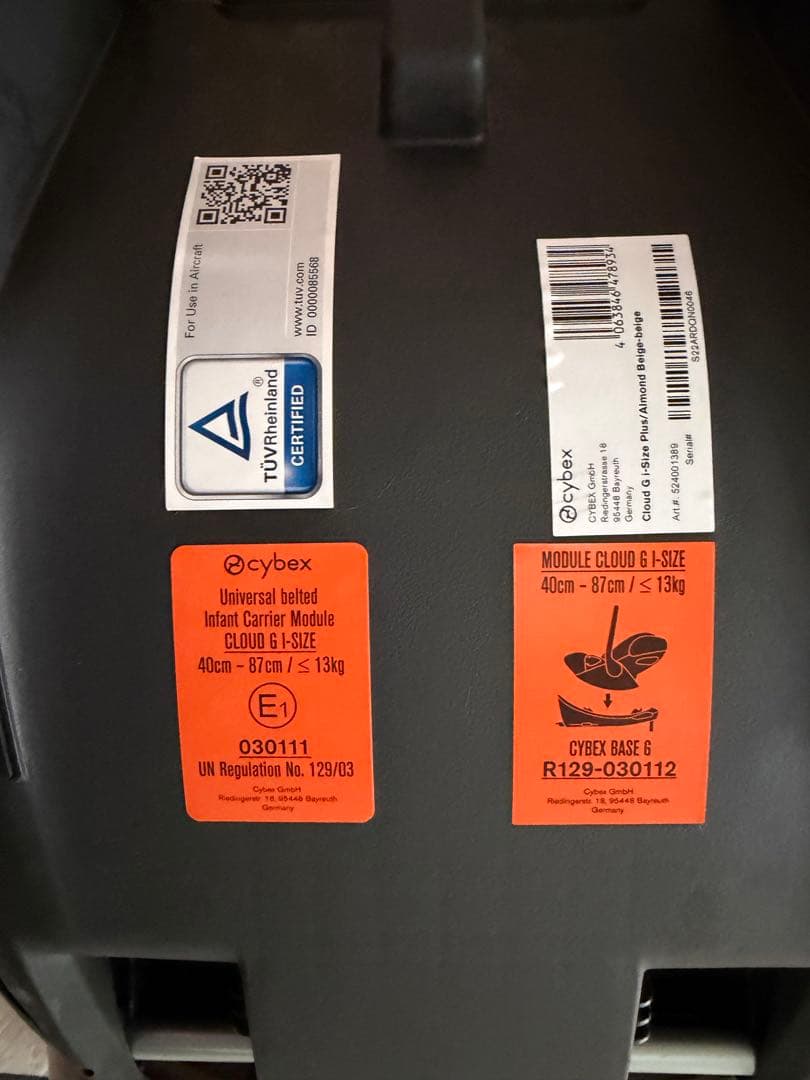 For Use in Aircraft
www.tuv.com
ID 0000085568
TÜVRheinland®
CERTIFIED
4 063846 478934
cybex
CYBEX GmbH
Riedingerstrasse 18
95448 Bayreuth
Germany
Cloud G i-Size Plus/Almond Beige-beige
Art.#. 524001389
Serial#
S22ARDQN0046
cybex
Universal belted
Infant Carrier Module
CLOUD G I-SIZE
40cm – 87cm / ≤ 13kg
E1
030111
UN Regulation No. 129/03
Cybex GmbH
Riedingerstr. 18, 95448 Bayreuth
Germany
MODULE CLOUD G I-SIZE
40cm – 87cm / ≤ 13kg
CYBEX BASE G
R129-030112
Cybex GmbH
Riedingerstr. 18, 95448 Bayreuth
Germany